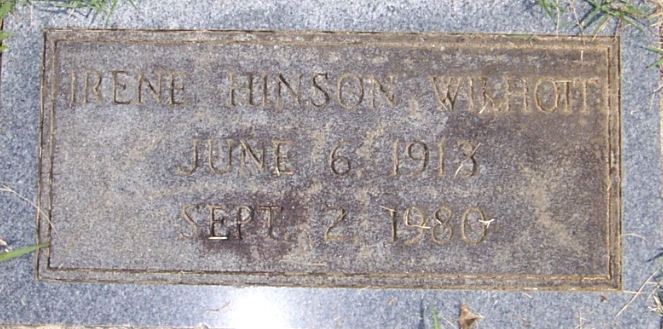 IRENE HINSON WILHOIT
JUNE 6, 1913
SEPT. 2, 1980